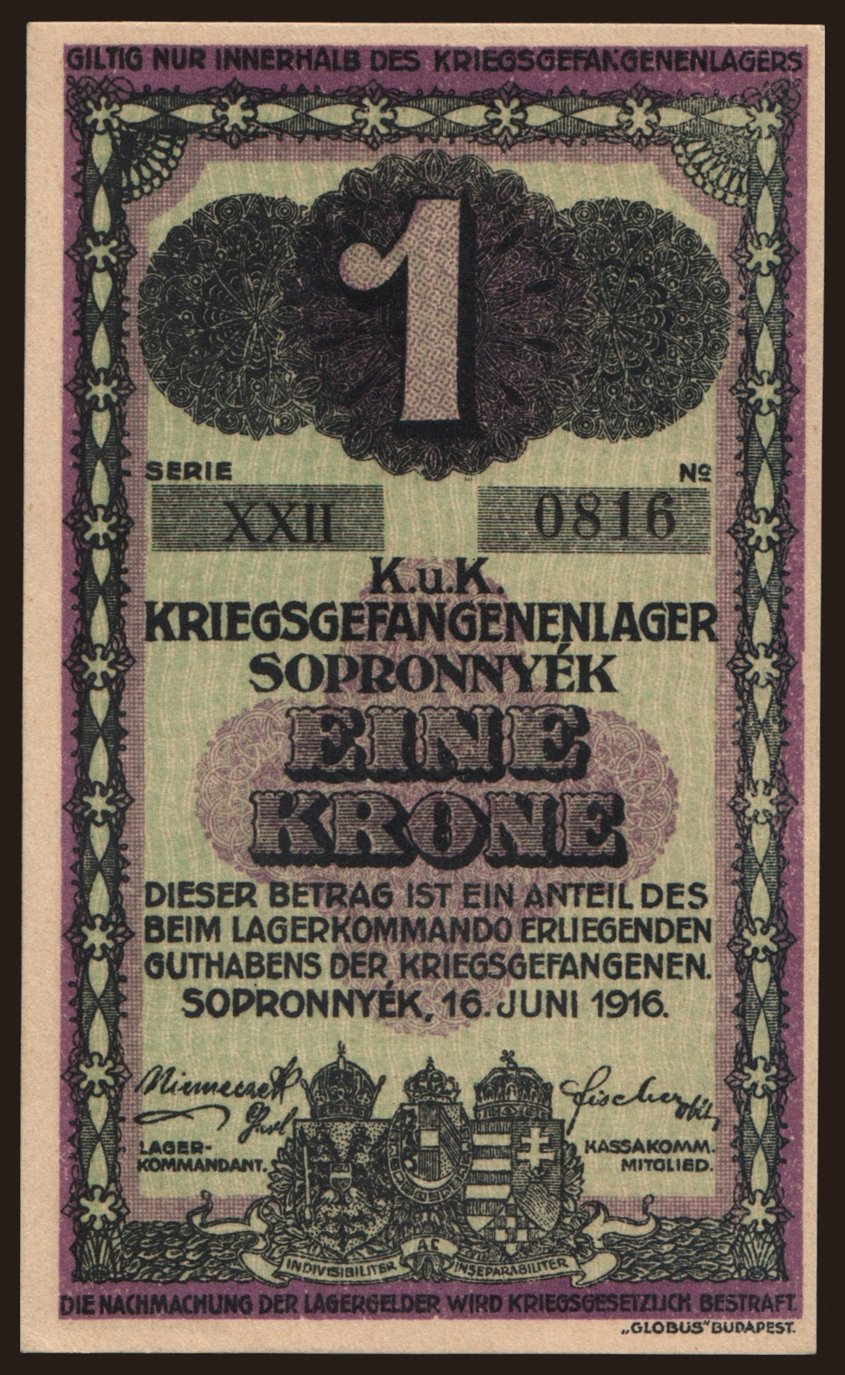 GILTIG NUR INNERHALB DES KRIEGSGEFANGENENLAGERS
1
SERIE Nº
XXII 0816
K.u.K.
KRIEGSGEFANGENENLAGER
SOPRONNYÉK
EINE
KRONE
DIESER BETRAG IST EIN ANTEIL DES
BEIM LAGERKOMMANDO ERLIEGENDEN
GUTHABENS DER KRIEGSGEFANGENEN.
SOPRONNYÉK, 16. JUNI 1916.
Fischer
LAGER-
KOMMANDANT.
KASSAKOMM.
MITGLIED.
INDIVISIBILITER AC INSEPARABILITER
DIE NACHMACHUNG DER LAGERGELDER WIRD KRIEGSGESETZLICH BESTRAFT.
„GLOBUS" BUDAPEST.